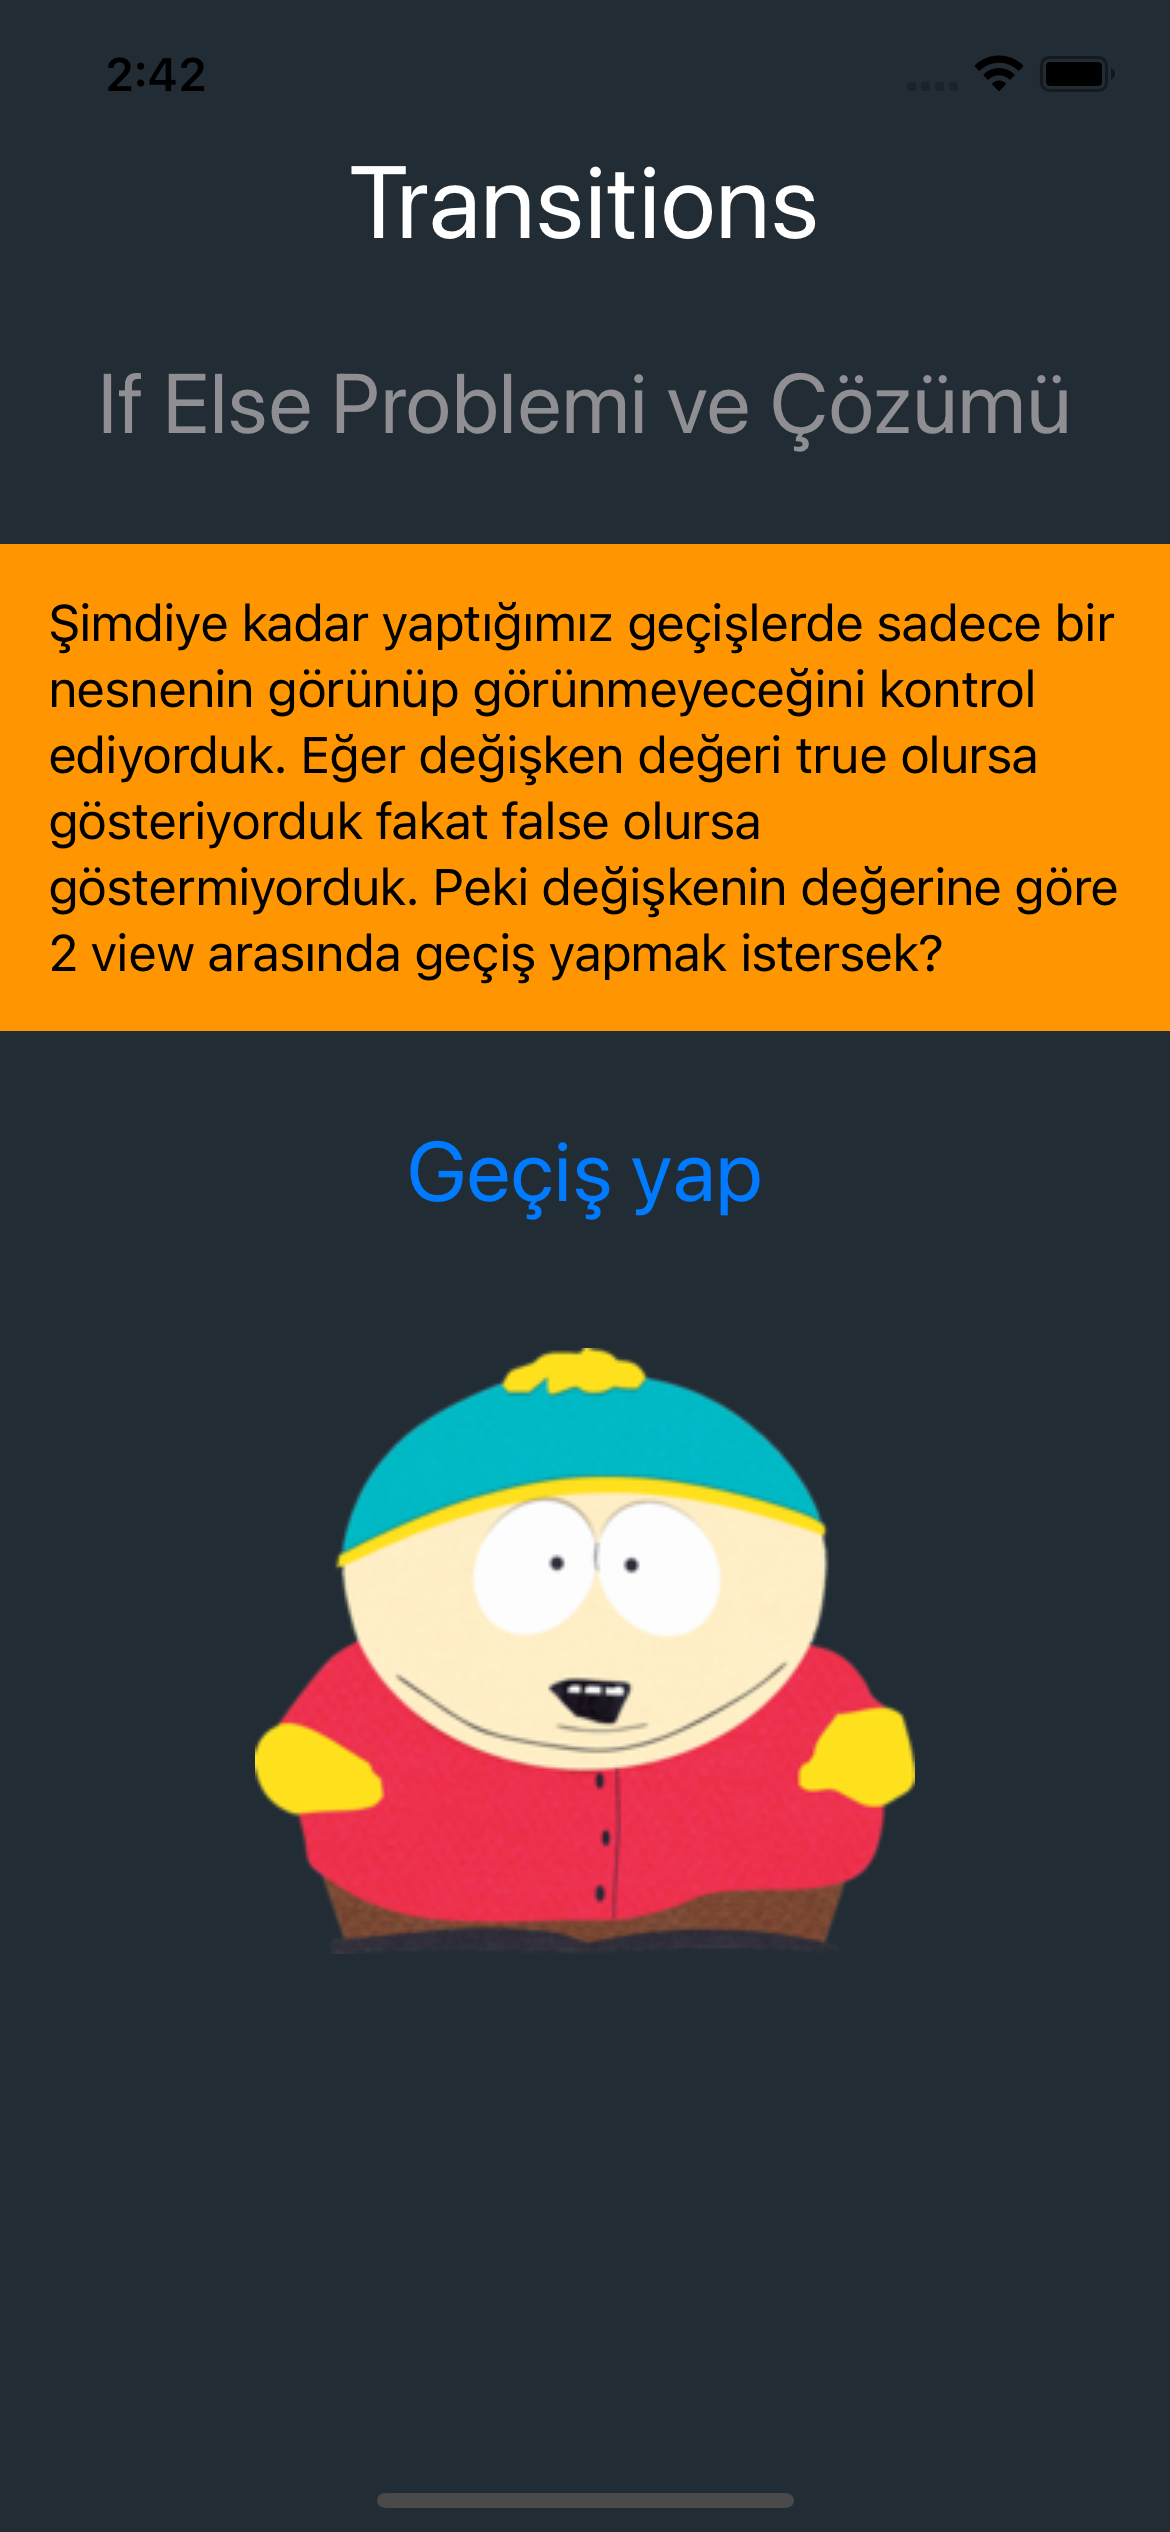 2:42
Transitions
If Else Problemi ve Çözümü
Şimdiye kadar yaptığımız geçişlerde sadece bir
nesnenin görünüp görünmeyeceğini kontrol
ediyorduk. Eğer değişken değeri true olursa
gösteriyorduk fakat false olursa
göstermiyorduk. Peki değişkenin değerine göre
2 view arasında geçiş yapmak istersek?
Geçiş yap